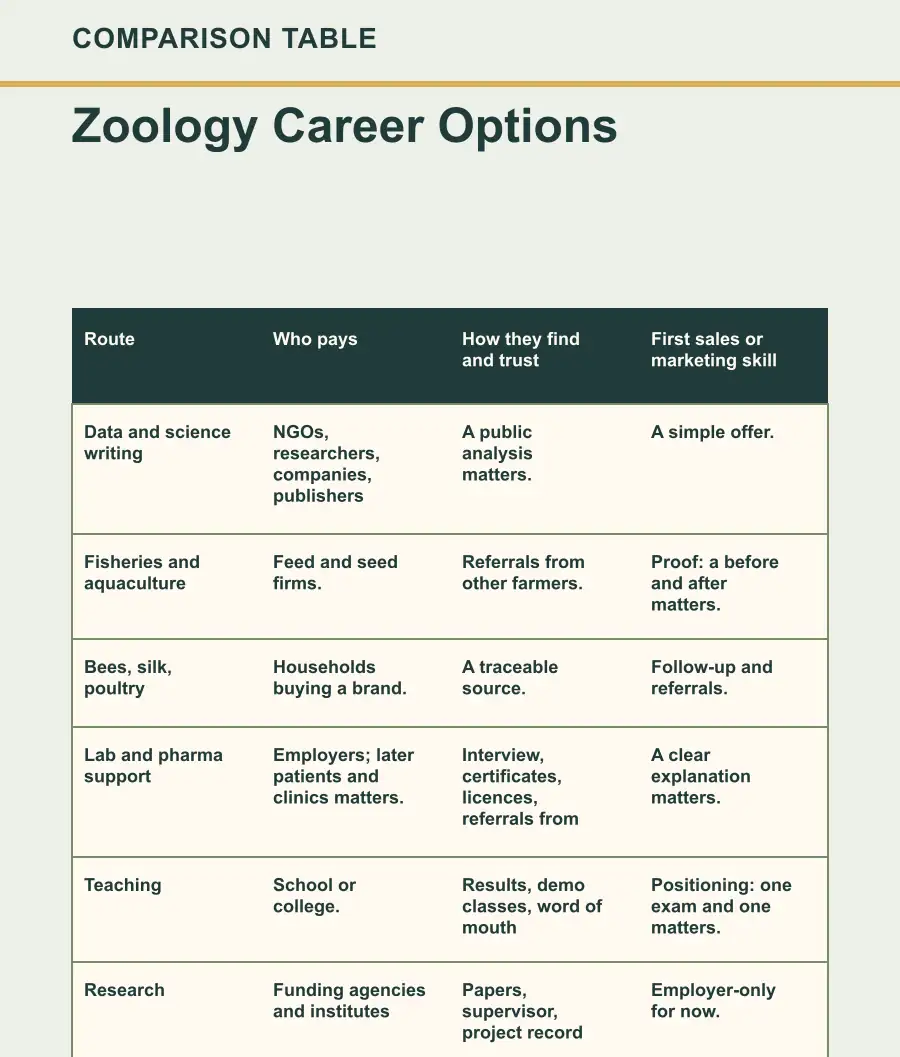 COMPARISON TABLE
Zoology Career Options
Route
Who pays
How they find
and trust
First sales or
marketing skill
Data and science
writing
NGOs,
researchers,
companies,
publishers
A public
analysis
matters.
A simple offer.
Fisheries and
aquaculture
Feed and seed
firms.
Referrals from
other farmers.
Proof: a before
and after
matters.
Bees, silk,
poultry
Households
buying a brand.
A traceable
source.
Follow-up and
referrals.
Lab and pharma
support
Employers; later
patients and
clinics matters.
Interview,
certificates,
licences,
referrals from
A clear
explanation
matters.
Teaching
School or
college.
Results, demo
classes, word of
mouth
Positioning: one
exam and one
matters.
Research
Funding agencies
and institutes
Papers,
supervisor,
project record
Employer-only
for now.